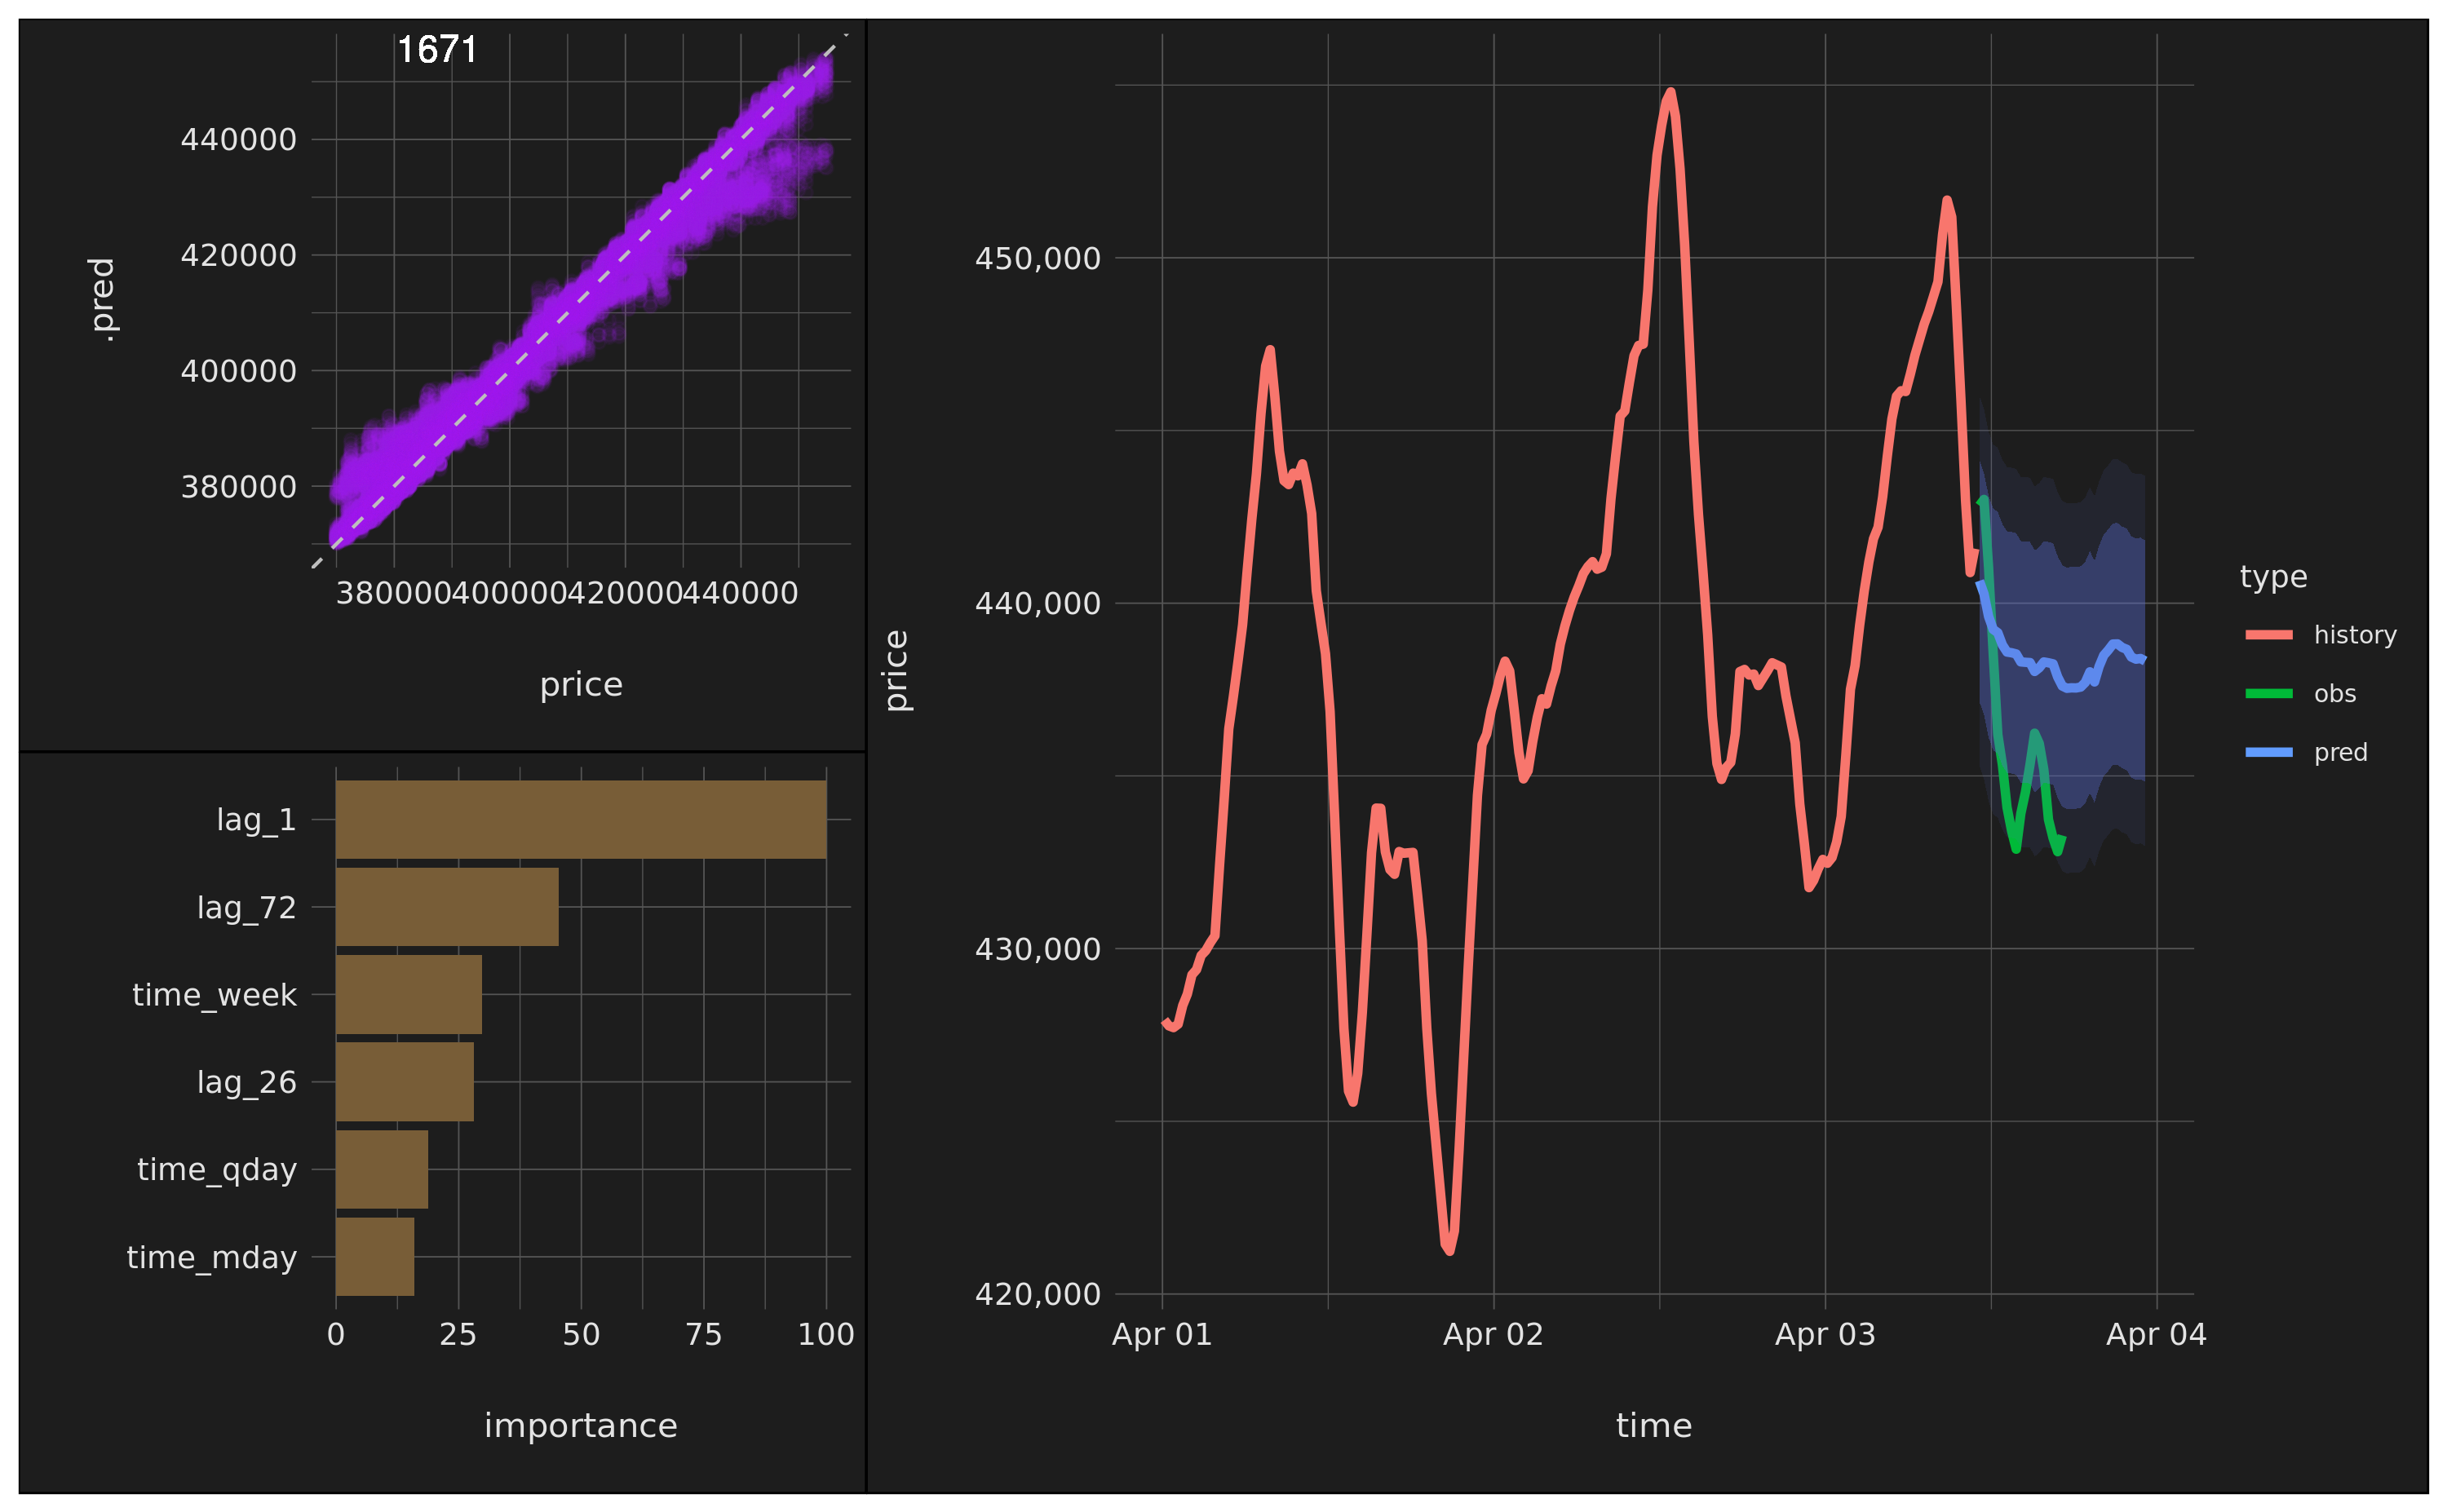 1671
440000
420000
400000
380000
.pred
380000400000420000440000
price
lag_1
lag_72
time_week
lag_26
time_qday
time_mday
0 25 50 75 100
importance
450,000
440,000
430,000
420,000
price
Apr 01 Apr 02 Apr 03 Apr 04
time
type
history
obs
pred